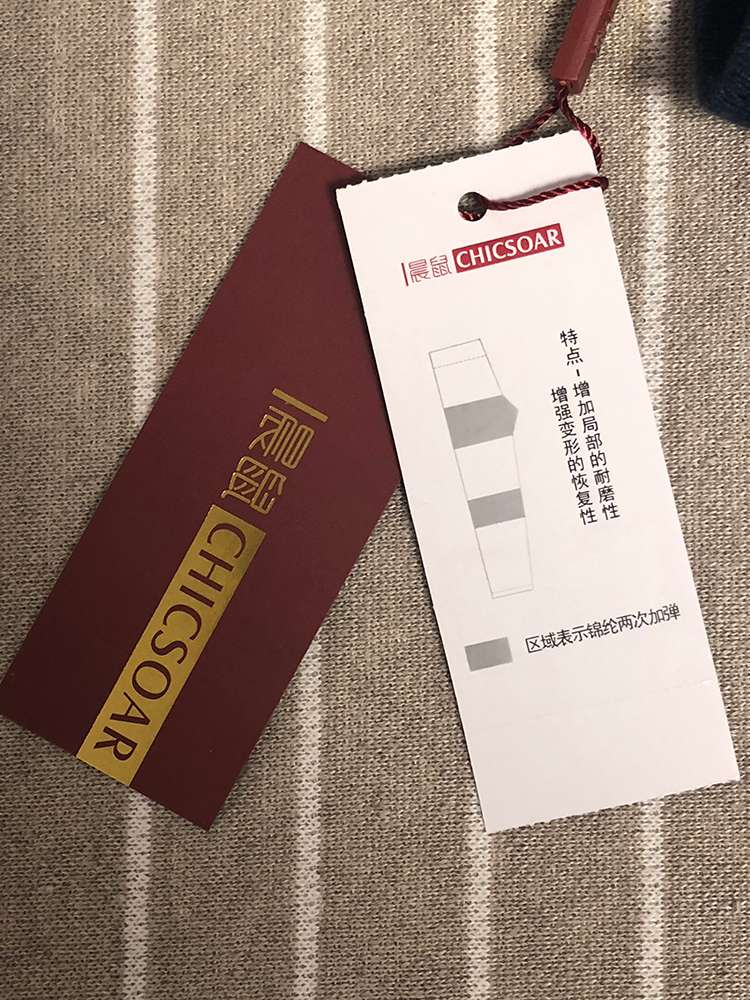 晨鼠
CHICSOAR
晨鼠 CHICSOAR
特点-增加局部的耐磨性
增强变形的恢复性
区域表示锦纶两次加弹